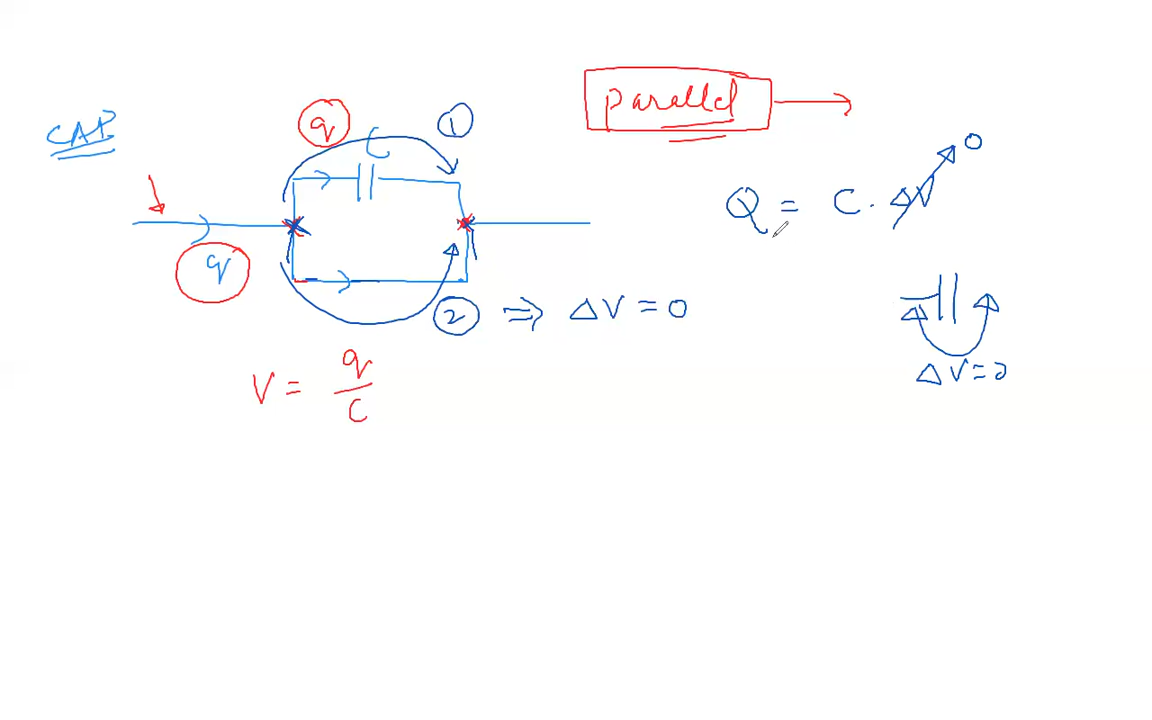 parallel
CAP
q
1
C
Q = C. ΔV 0
q
2 ⇒ ΔV = 0
ΔV = 0
V = q/C